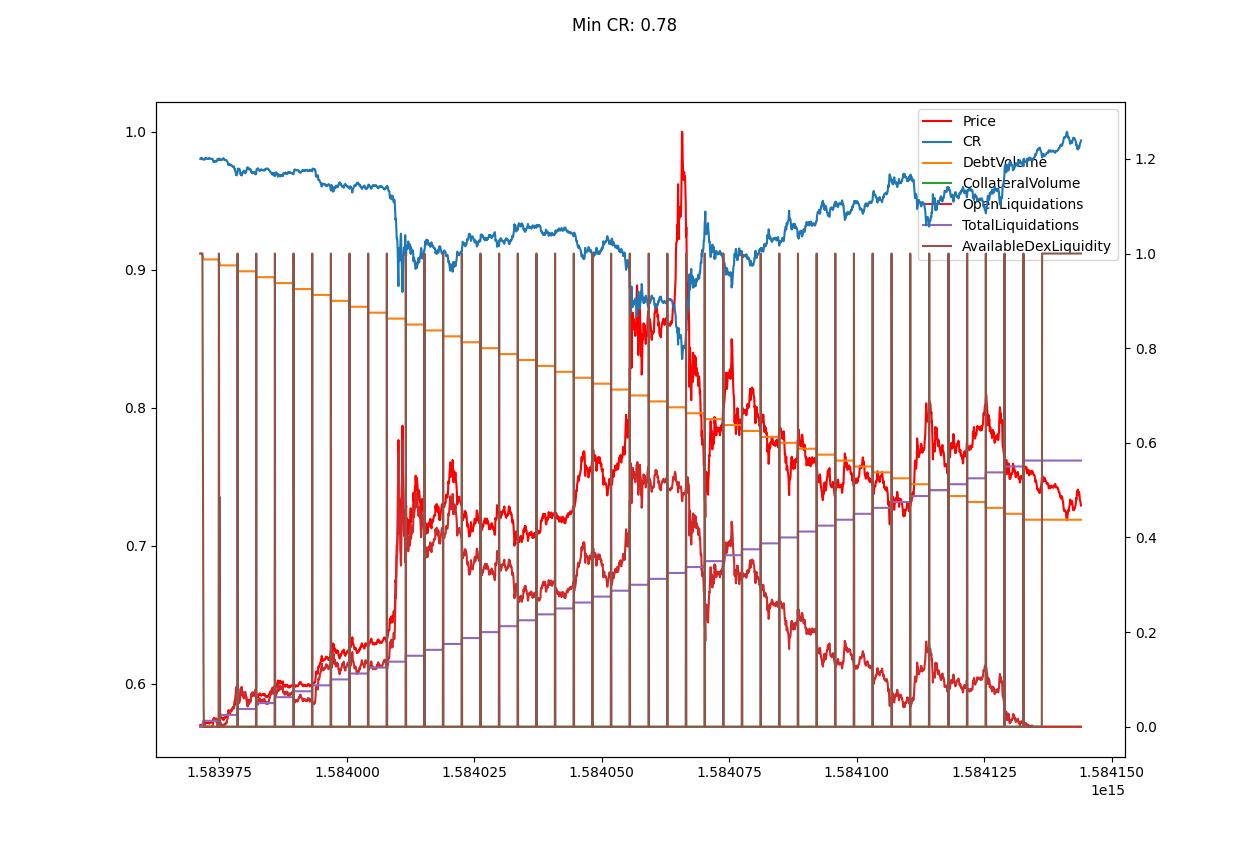 Min CR: 0.78
1.0
0.9
0.8
0.7
0.6
Price
CR
DebtVolume
CollateralVolume
OpenLiquidations
TotalLiquidations
AvailableDexLiquidity
1.2
1.0
0.8
0.6
0.4
0.2
0.0
1.583975 1.584000 1.584025 1.584050 1.584075 1.584100 1.584125 1.584150
1e15